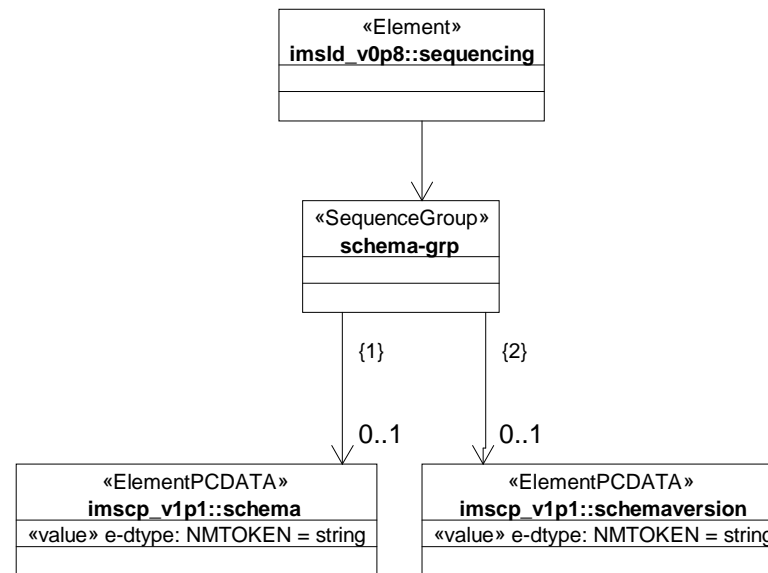 «Element»
imsld_v0p8::sequencing
«SequenceGroup»
schema-grp
{1}
{2}
0..1
0..1
«ElementPCDATA»
imscp_v1p1::schema
«value» e-dtype: NMTOKEN = string
«ElementPCDATA»
imscp_v1p1::schemaversion
«value» e-dtype: NMTOKEN = string